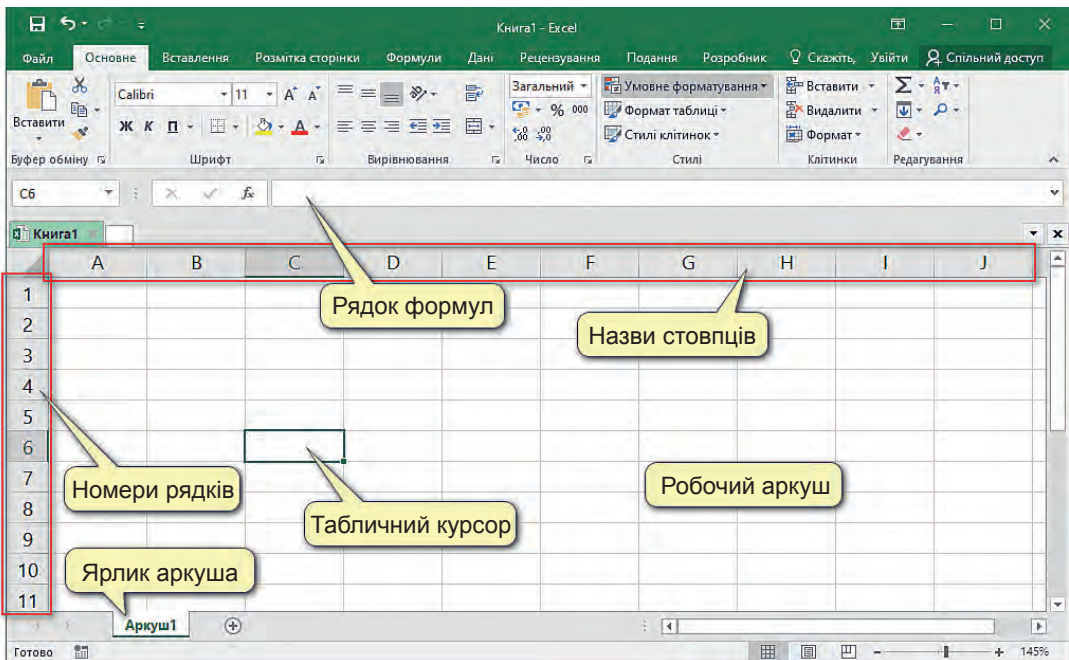 Книга1 - Excel
Файл Основне Вставлення Розмітка сторінки Формули Дані Рецензування Подання Розробник Скажіть, Увійти Спільний доступ
Вставити
Calibri 11 A A
Ж К П A
Загальний
% 000
,00 ,00
Умовне форматування
Формат таблиці
Стилі клітинок
Вставити
Видалити
Формат
Σ
Буфер обміну Шрифт Вирівнювання Число Стилі Клітинки Редагування
C6 fx
Книга1
A B C D E F G H I J
Рядок формул
Назви стовпців
1
2
3
4
5
6
7
8
9
10
11
Номери рядків
Табличний курсор
Робочий аркуш
Ярлик аркуша
Аркуш1
Готово 145%